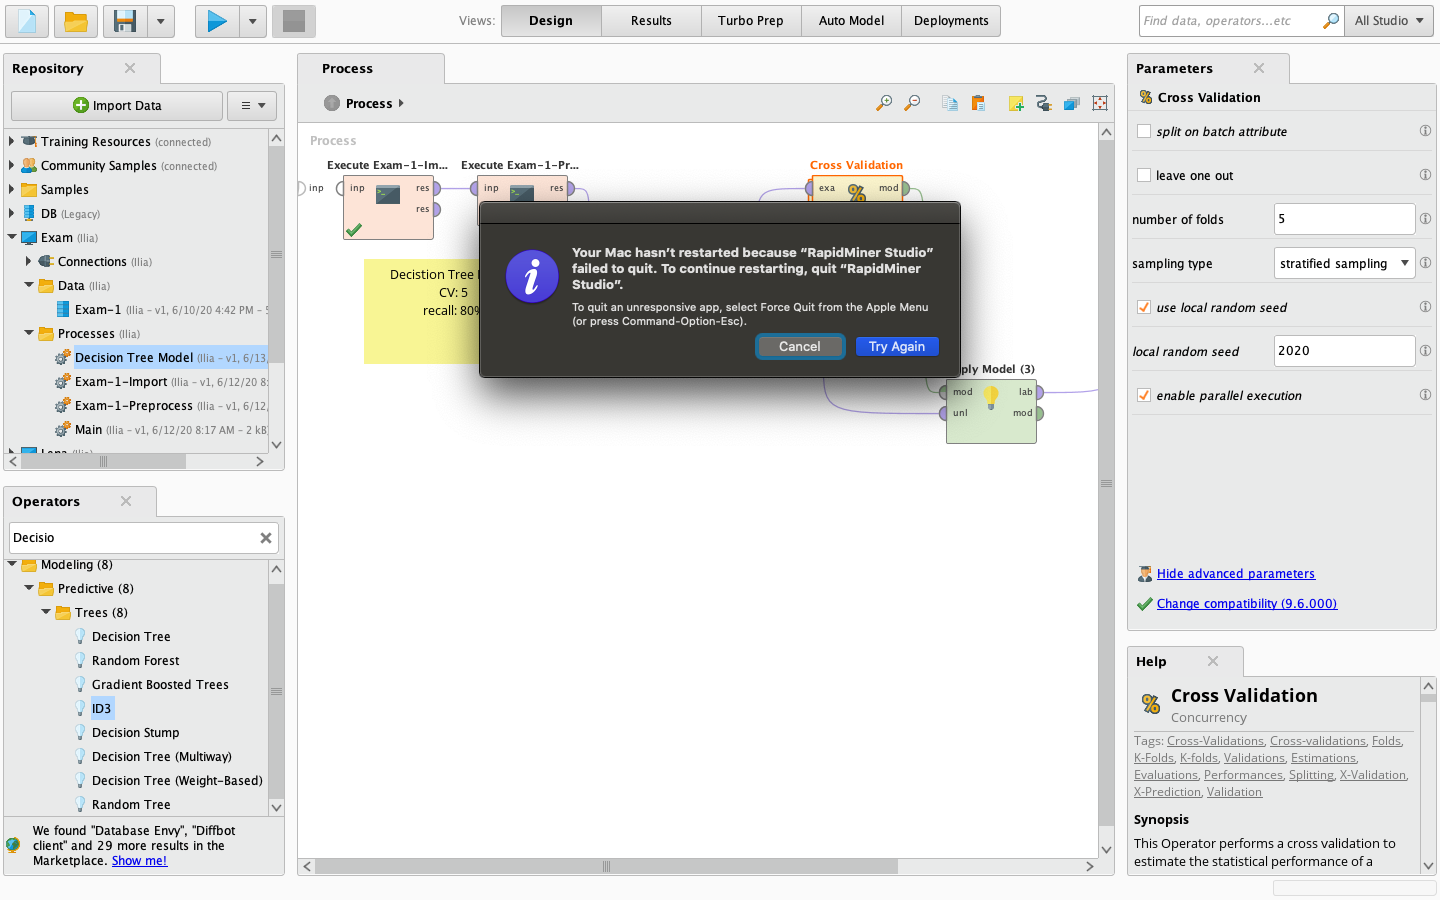 Views:
Design
Results
Turbo Prep
Auto Model
Deployments
Find data, operators...etc
All Studio
Repository
Import Data
Training Resources (connected)
Community Samples (connected)
Samples
DB (Legacy)
Exam (Ilia)
Connections (Ilia)
Data (Ilia)
Exam-1 (Ilia – v1, 6/10/20 4:42 PM – 5
Processes (Ilia)
Decision Tree Model (Ilia – v1, 6/13,
Exam-1-Import (Ilia – v1, 6/12/20 8:
Exam-1-Preprocess (Ilia – v1, 6/12,
Main (Ilia – v1, 6/12/20 8:17 AM – 2 kB)
Operators
Decisio
Modeling (8)
Predictive (8)
Trees (8)
Decision Tree
Random Forest
Gradient Boosted Trees
ID3
Decision Stump
Decision Tree (Multiway)
Decision Tree (Weight-Based)
Random Tree
We found "Database Envy", "Diffbot
client" and 29 more results in the
Marketplace. Show me!
Process
Process
Process
Execute Exam-1-Im...
Execute Exam-1-Pr...
Cross Validation
inp
inp
res
res
inp
res
exa
mod
Decistion Tree
CV: 5
recall: 80%
Your Mac hasn't restarted because "RapidMiner Studio"
failed to quit. To continue restarting, quit "RapidMiner
Studio".
To quit an unresponsive app, select Force Quit from the Apple Menu
(or press Command-Option-Esc).
Cancel
Try Again
ply Model (3)
mod
lab
unl
mod
Parameters
Cross Validation
split on batch attribute
leave one out
number of folds
5
sampling type
stratified sampling
use local random seed
local random seed
2020
enable parallel execution
Hide advanced parameters
Change compatibility (9.6.000)
Help
Cross Validation
Concurrency
Tags: Cross-Validations, Cross-validations, Folds,
K-Folds, K-folds, Validations, Estimations,
Evaluations, Performances, Splitting, X-Validation,
X-Prediction, Validation
Synopsis
This Operator performs a cross validation to
estimate the statistical performance of a